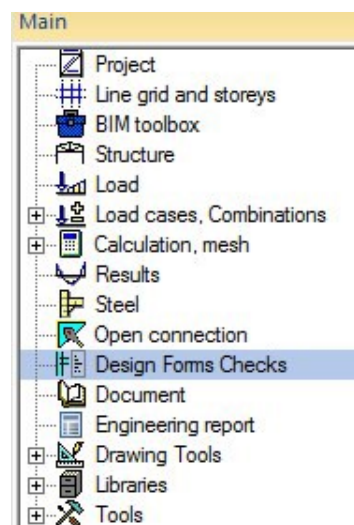 Main
Project
Line grid and storeys
BIM toolbox
Structure
Load
Load cases, Combinations
Calculation, mesh
Results
Steel
Open connection
Design Forms Checks
Document
Engineering report
Drawing Tools
Libraries
Tools